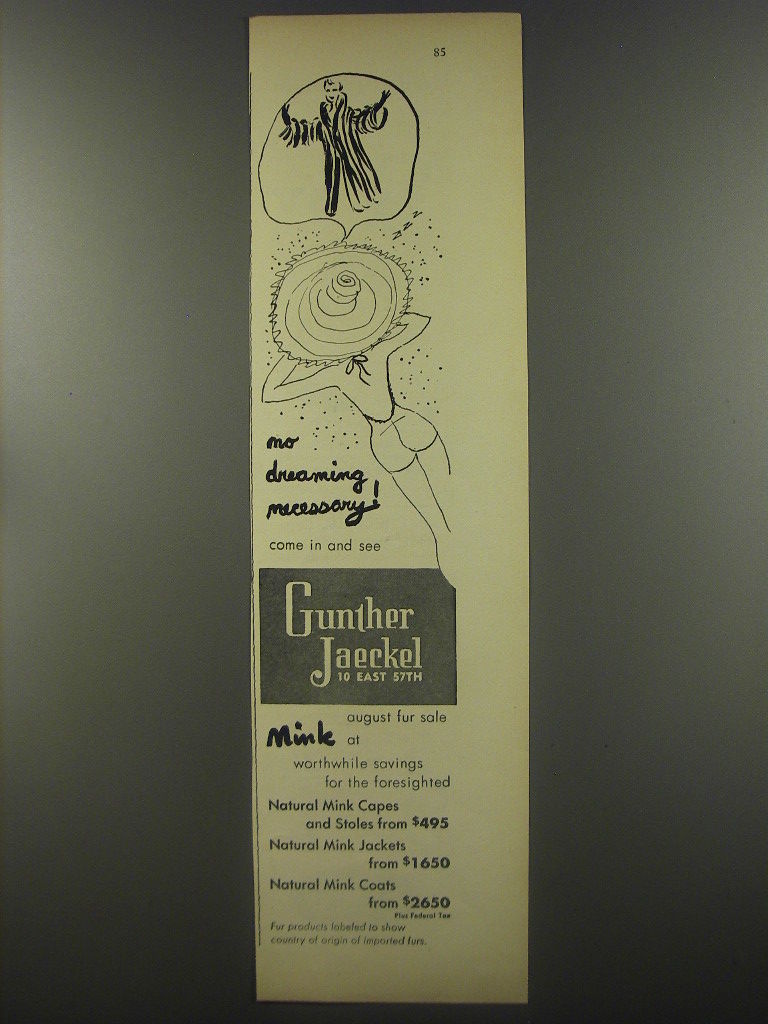 85
z z z
no
dreaming
necessary!
come in and see
Gunther
Jaeckel
10 EAST 57TH
august fur sale
Mink at
worthwhile savings
for the foresighted
Natural Mink Capes
and Stoles from $495
Natural Mink Jackets
from $1650
Natural Mink Coats
from $2650
Plus Federal Tax
Fur products labeled to show
country of origin of imported furs.